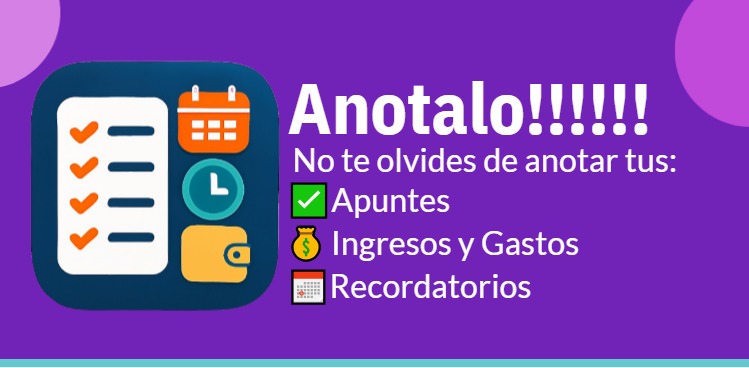 Anotalo!!!!!!
No te olvides de anotar tus:
✅ Apuntes
💰 Ingresos y Gastos
📅 Recordatorios